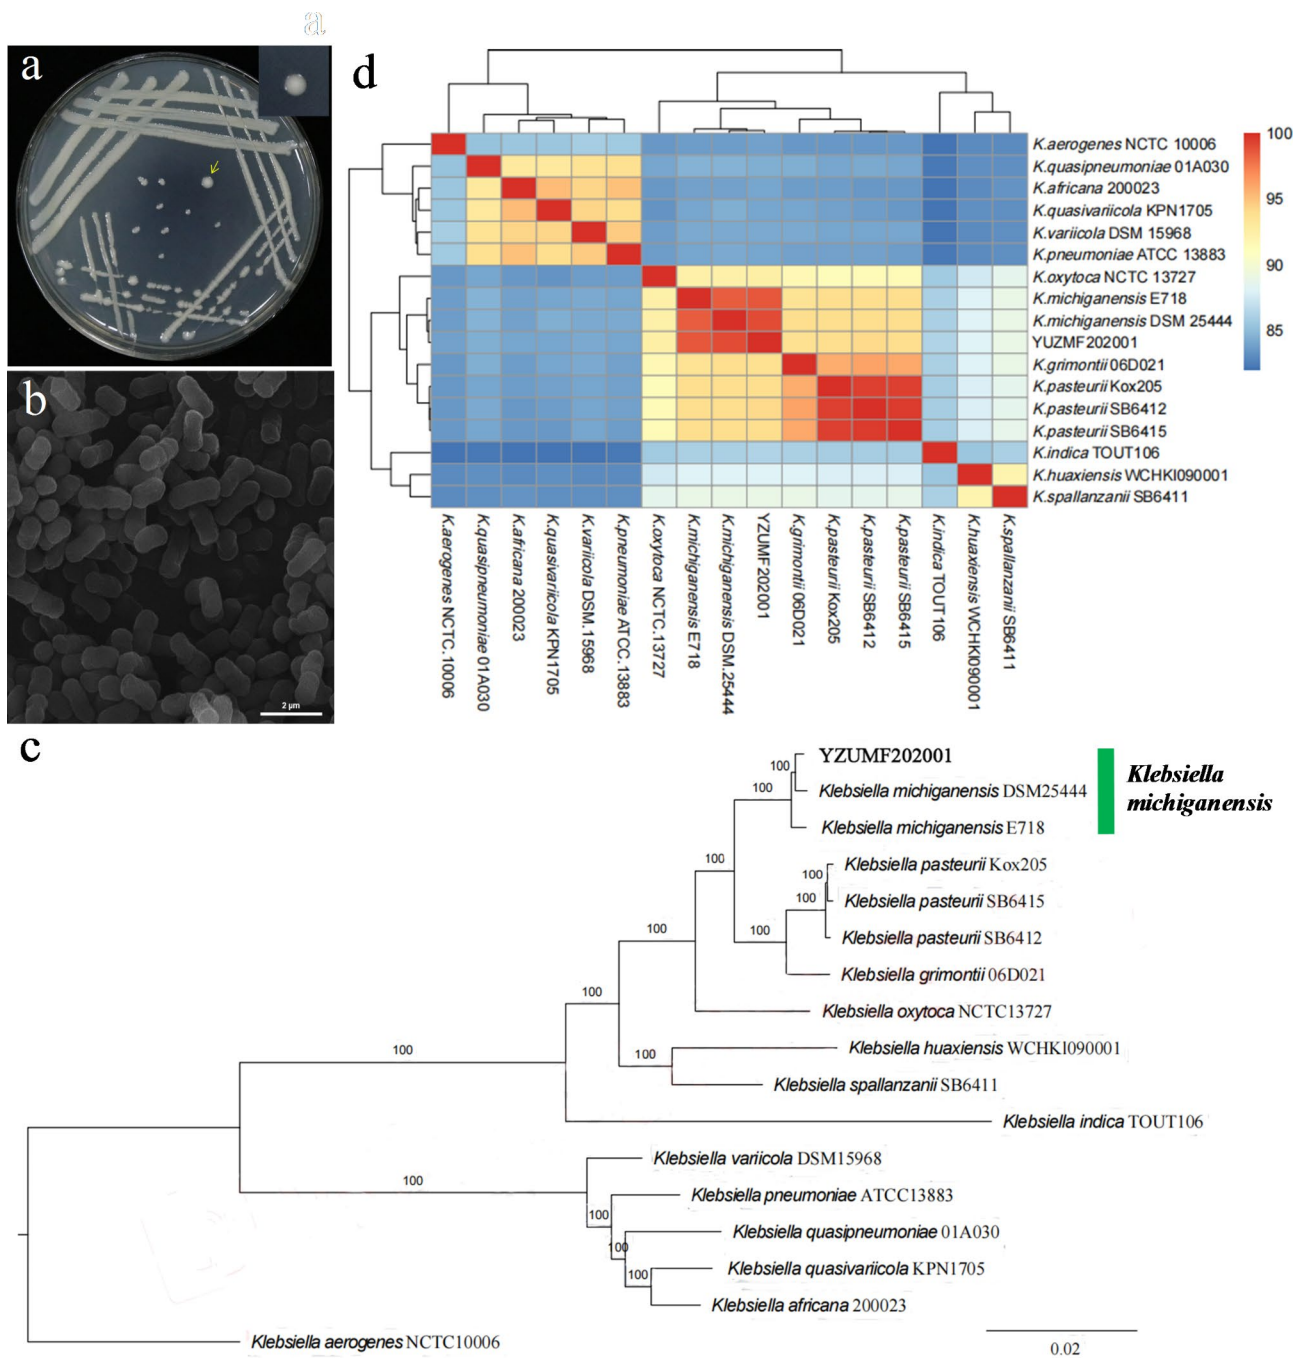 a
a
d
K.aerogenes NCTC 10006
K.quasipneumoniae 01A030
K.africana 200023
K.quasivariicola KPN1705
K.variicola DSM 15968
K.pneumoniae ATCC 13883
K.oxytoca NCTC 13727
K.michiganensis E718
K.michiganensis DSM 25444
YUZMF202001
K.grimontii 06D021
K.pasteurii Kox205
K.pasteurii SB6412
K.pasteurii SB6415
K.indica TOUT106
K.huaxiensis WCHKI090001
K.spallanzanii SB6411
100
95
90
85
K.aerogenes NCTC.10006
K.quasipneumoniae 01A030
K.africana 200023
K.quasivariicola KPN1705
K.variicola DSM.15968
K.pneumoniae ATCC.13883
K.oxytoca NCTC.13727
K.michiganensis E718
K.michiganensis DSM.25444
YZUMF202001
K.grimontii 06D021
K.pasteurii Kox205
K.pasteurii SB6412
K.pasteurii SB6415
K.indica TOUT106
K.huaxiensis WCHKI090001
K.spallanzanii SB6411
b
2 µm
c
100
YZUMF202001
100
Klebsiella michiganensis DSM25444
Klebsiella
michiganensis
Klebsiella michiganensis E718
100
Klebsiella pasteurii Kox205
100
100
Klebsiella pasteurii SB6415
100
100
Klebsiella pasteurii SB6412
Klebsiella grimontii 06D021
100
Klebsiella oxytoca NCTC13727
100
100
Klebsiella huaxiensis WCHKl090001
Klebsiella spallanzanii SB6411
Klebsiella indica TOUT106
Klebsiella variicola DSM15968
100
Klebsiella pneumoniae ATCC13883
100
Klebsiella quasipneumoniae 01A030
100
Klebsiella quasivariicola KPN1705
100
Klebsiella africana 200023
Klebsiella aerogenes NCTC10006
0.02